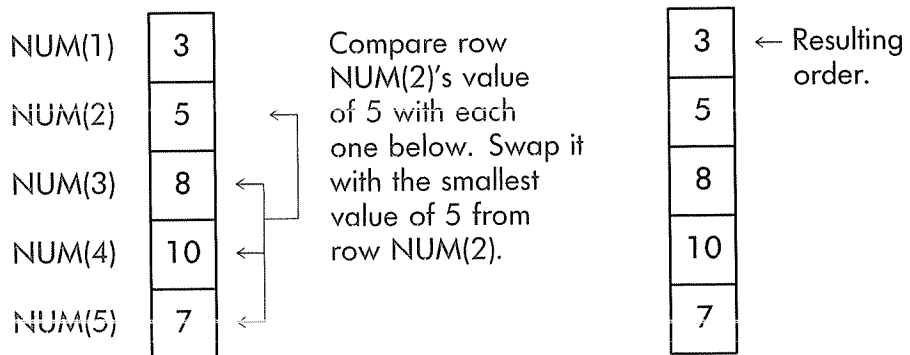 NUM(1) 3
NUM(2) 5
NUM(3) 8
NUM(4) 10
NUM(5) 7
Compare row
NUM(2)'s value
of 5 with each
one below. Swap it
with the smallest
value of 5 from
row NUM(2).
3 ← Resulting
order.
5
8
10
7